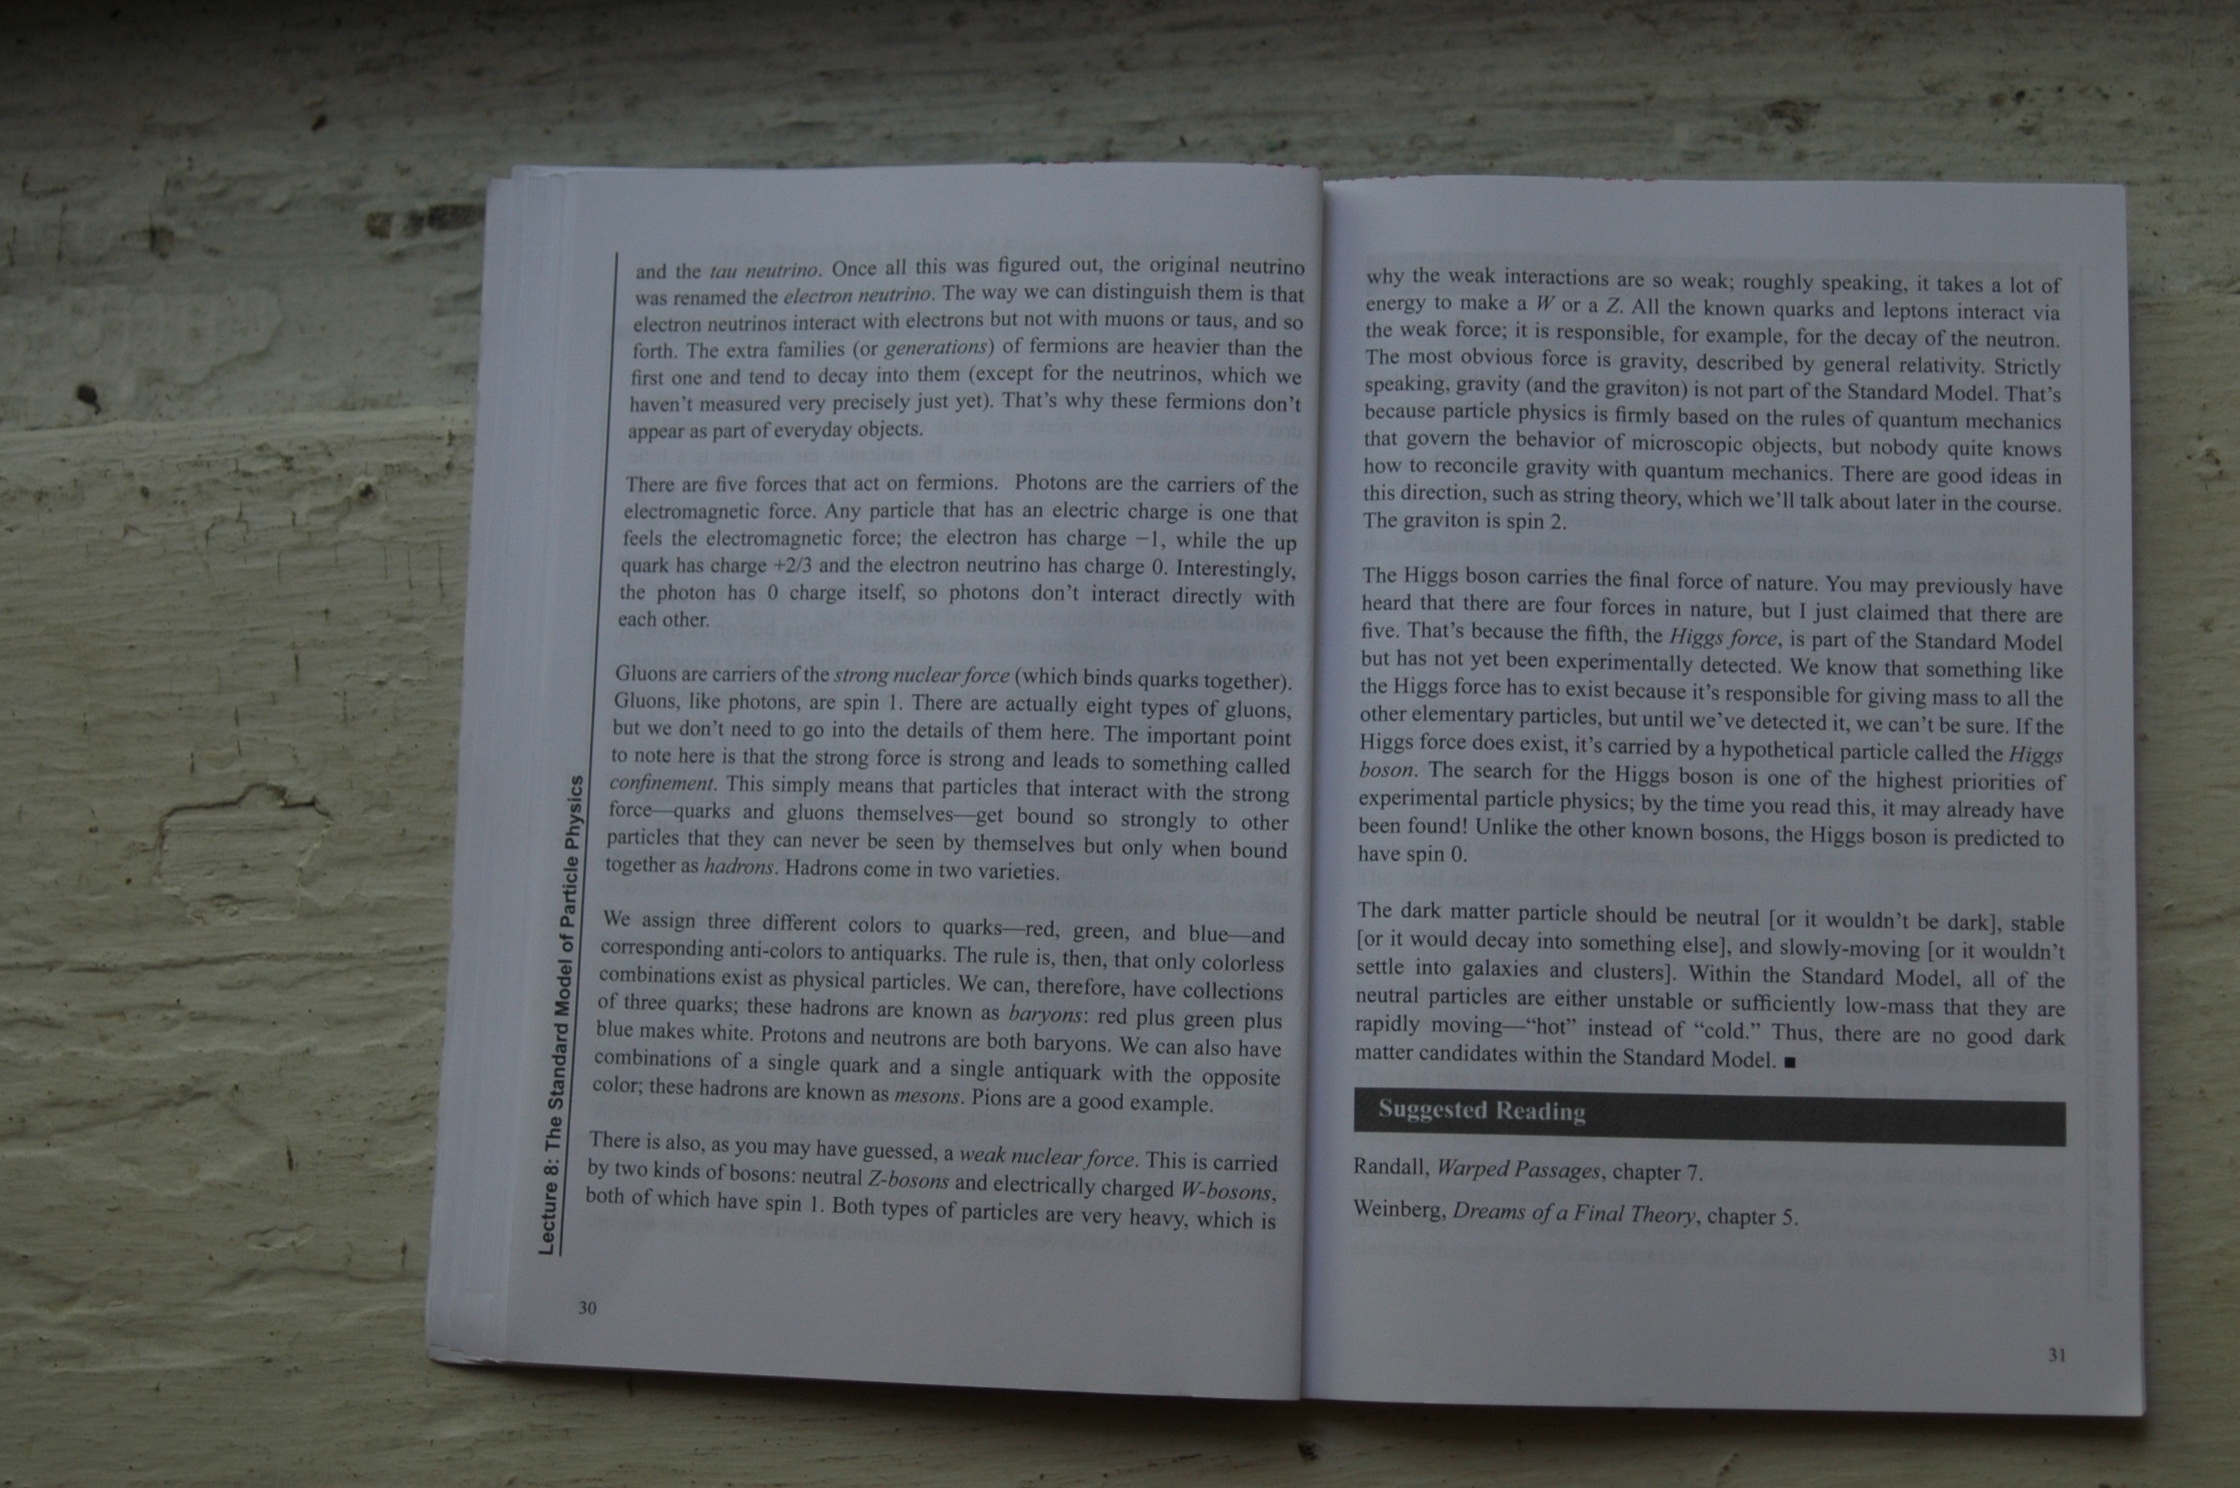 and the tau neutrino. Once all this was figured out, the original neutrino
was renamed the electron neutrino. The way we can distinguish them is that
electron neutrinos interact with electrons but not with muons or taus, and so
forth. The extra families (or generations) of fermions are heavier than the
first one and tend to decay into them (except for the neutrinos, which we
haven't measured very precisely just yet). That's why these fermions don't
appear as part of everyday objects.
There are five forces that act on fermions. Photons are the carriers of the
electromagnetic force. Any particle that has an electric charge is one that
feels the electromagnetic force; the electron has charge −1, while the up
quark has charge +2/3 and the electron neutrino has charge 0. Interestingly,
the photon has 0 charge itself, so photons don't interact directly with
each other.
Gluons are carriers of the strong nuclear force (which binds quarks together).
Gluons, like photons, are spin 1. There are actually eight types of gluons,
but we don't need to go into the details of them here. The important point
to note here is that the strong force is strong and leads to something called
confinement. This simply means that particles that interact with the strong
force—quarks and gluons themselves—get bound so strongly to other
particles that they can never be seen by themselves but only when bound
together as hadrons. Hadrons come in two varieties.
We assign three different colors to quarks—red, green, and blue—and
corresponding anti-colors to antiquarks. The rule is, then, that only colorless
combinations exist as physical particles. We can, therefore, have collections
of three quarks; these hadrons are known as baryons: red plus green plus
blue makes white. Protons and neutrons are both baryons. We can also have
combinations of a single quark and a single antiquark with the opposite
color; these hadrons are known as mesons. Pions are a good example.
There is also, as you may have guessed, a weak nuclear force. This is carried
by two kinds of bosons: neutral Z-bosons and electrically charged W-bosons,
both of which have spin 1. Both types of particles are very heavy, which is
Lecture 8: The Standard Model of Particle Physics
30
why the weak interactions are so weak; roughly speaking, it takes a lot of
energy to make a W or a Z. All the known quarks and leptons interact via
the weak force; it is responsible, for example, for the decay of the neutron.
The most obvious force is gravity, described by general relativity. Strictly
speaking, gravity (and the graviton) is not part of the Standard Model. That's
because particle physics is firmly based on the rules of quantum mechanics
that govern the behavior of microscopic objects, but nobody quite knows
how to reconcile gravity with quantum mechanics. There are good ideas in
this direction, such as string theory, which we'll talk about later in the course.
The graviton is spin 2.
The Higgs boson carries the final force of nature. You may previously have
heard that there are four forces in nature, but I just claimed that there are
five. That's because the fifth, the Higgs force, is part of the Standard Model
but has not yet been experimentally detected. We know that something like
the Higgs force has to exist because it's responsible for giving mass to all the
other elementary particles, but until we've detected it, we can't be sure. If the
Higgs force does exist, it's carried by a hypothetical particle called the Higgs
boson. The search for the Higgs boson is one of the highest priorities of
experimental particle physics; by the time you read this, it may already have
been found! Unlike the other known bosons, the Higgs boson is predicted to
have spin 0.
The dark matter particle should be neutral [or it wouldn't be dark], stable
[or it would decay into something else], and slowly-moving [or it wouldn't
settle into galaxies and clusters]. Within the Standard Model, all of the
neutral particles are either unstable or sufficiently low-mass that they are
rapidly moving—“hot” instead of “cold.” Thus, there are no good dark
matter candidates within the Standard Model. ■
Suggested Reading
Randall, Warped Passages, chapter 7.
Weinberg, Dreams of a Final Theory, chapter 5.
31